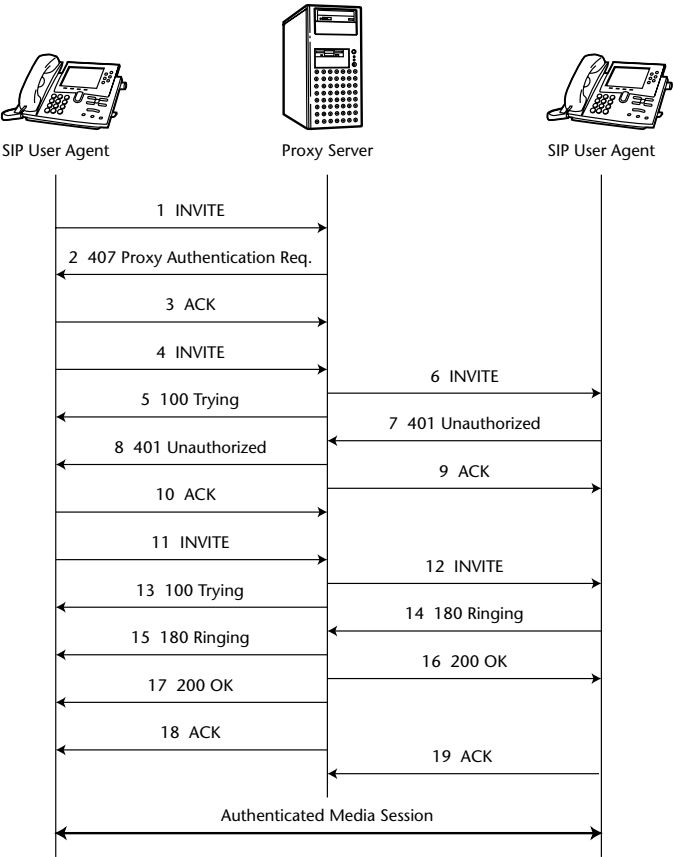 SIP User Agent
Proxy Server
SIP User Agent
1 INVITE
2 407 Proxy Authentication Req.
3 ACK
4 INVITE
6 INVITE
5 100 Trying
7 401 Unauthorized
8 401 Unauthorized
9 ACK
10 ACK
11 INVITE
12 INVITE
13 100 Trying
14 180 Ringing
15 180 Ringing
16 200 OK
17 200 OK
18 ACK
19 ACK
Authenticated Media Session